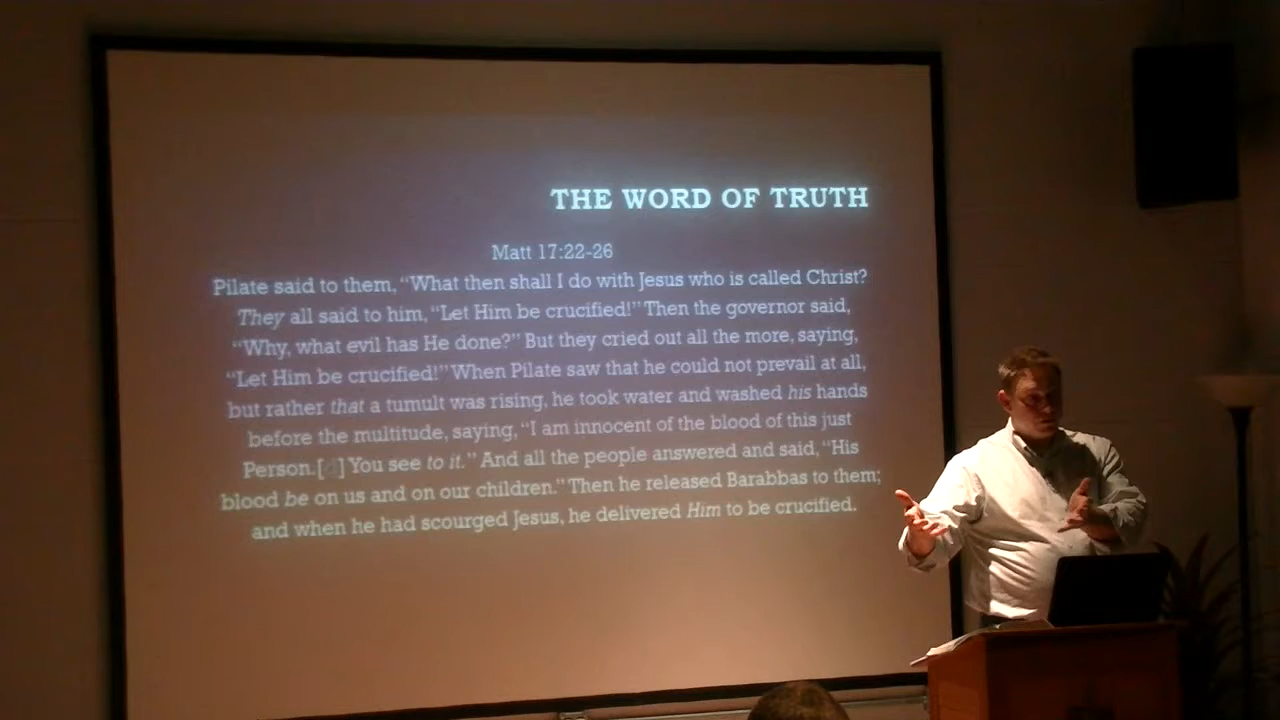 THE WORD OF TRUTH
Matt 17:22-26
Pilate said to them, “What then shall I do with Jesus who is called Christ?
They all said to him, “Let Him be crucified!” Then the governor said,
“Why, what evil has He done?” But they cried out all the more, saying,
“Let Him be crucified!” When Pilate saw that he could not prevail at all,
but rather that a tumult was rising, he took water and washed his hands
before the multitude, saying, “I am innocent of the blood of this just
Person.[d] You see to it.” And all the people answered and said, “His
blood be on us and on our children.” Then he released Barabbas to them;
and when he had scourged Jesus, he delivered Him to be crucified.